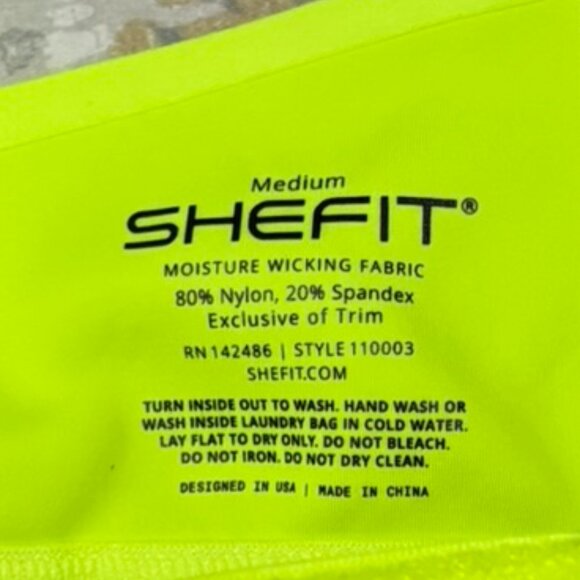 Medium
SHEFIT®
MOISTURE WICKING FABRIC
80% Nylon, 20% Spandex
Exclusive of Trim
RN 142486 | STYLE 110003
SHEFIT.COM
TURN INSIDE OUT TO WASH. HAND WASH OR
WASH INSIDE LAUNDRY BAG IN COLD WATER.
LAY FLAT TO DRY ONLY. DO NOT BLEACH.
DO NOT IRON. DO NOT DRY CLEAN.
DESIGNED IN USA | MADE IN CHINA